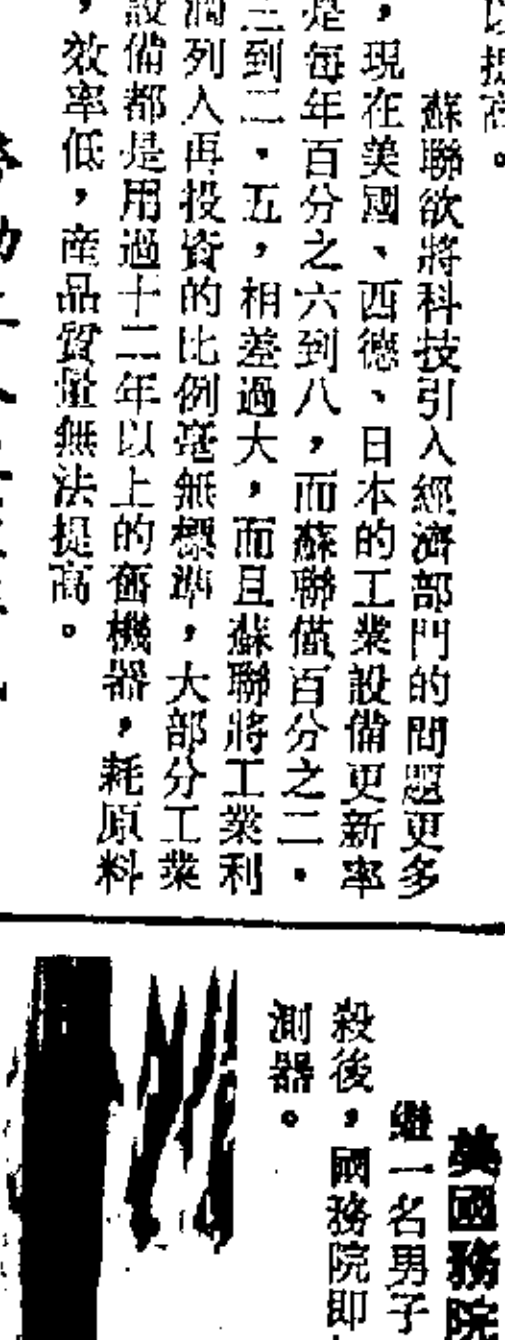 以提高。
蘇聯欲將科技引入經濟部門的問題更多
，現在美國、西德、日本的工業設備更新率
是每年百分之六到八，而蘇聯僅百分之二・
三到二・五，相差過大，而且蘇聯將工業利
潤列入再投資的比例毫無標準，大部分工業
設備都是用過十二年以上的舊機器，耗原料
，效率低，產品質量無法提高。
美國務院
繼一名男子
殺後，國務院即
測器。